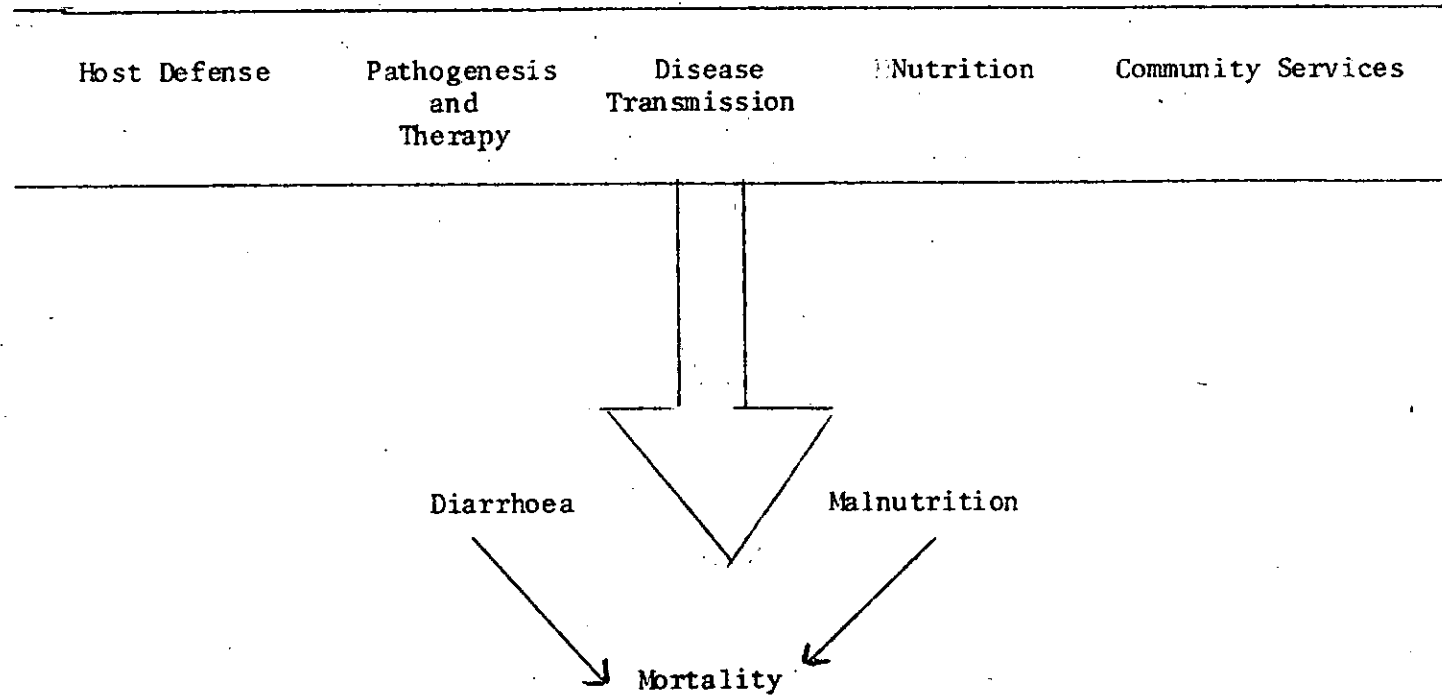 Host Defense
Pathogenesis
and
Therapy
Disease
Transmission
Nutrition
Community Services
Diarrhoea
Malnutrition
Mortality